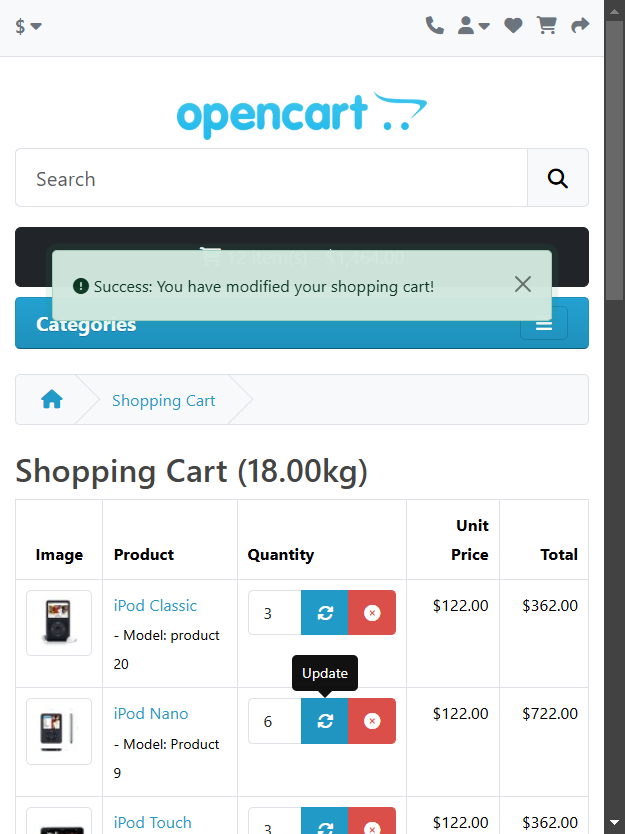 $
opencart
Search
12 item(s) - $1,454.00
Success: You have modified your shopping cart!
Categories
Shopping Cart
Shopping Cart (18.00kg)
Image Product Quantity Unit Price Total
iPod Classic
- Model: product 20
3
$122.00 $362.00
Update
iPod Nano
- Model: Product 9
6
$122.00 $722.00
iPod Touch
3
$122.00 $362.00